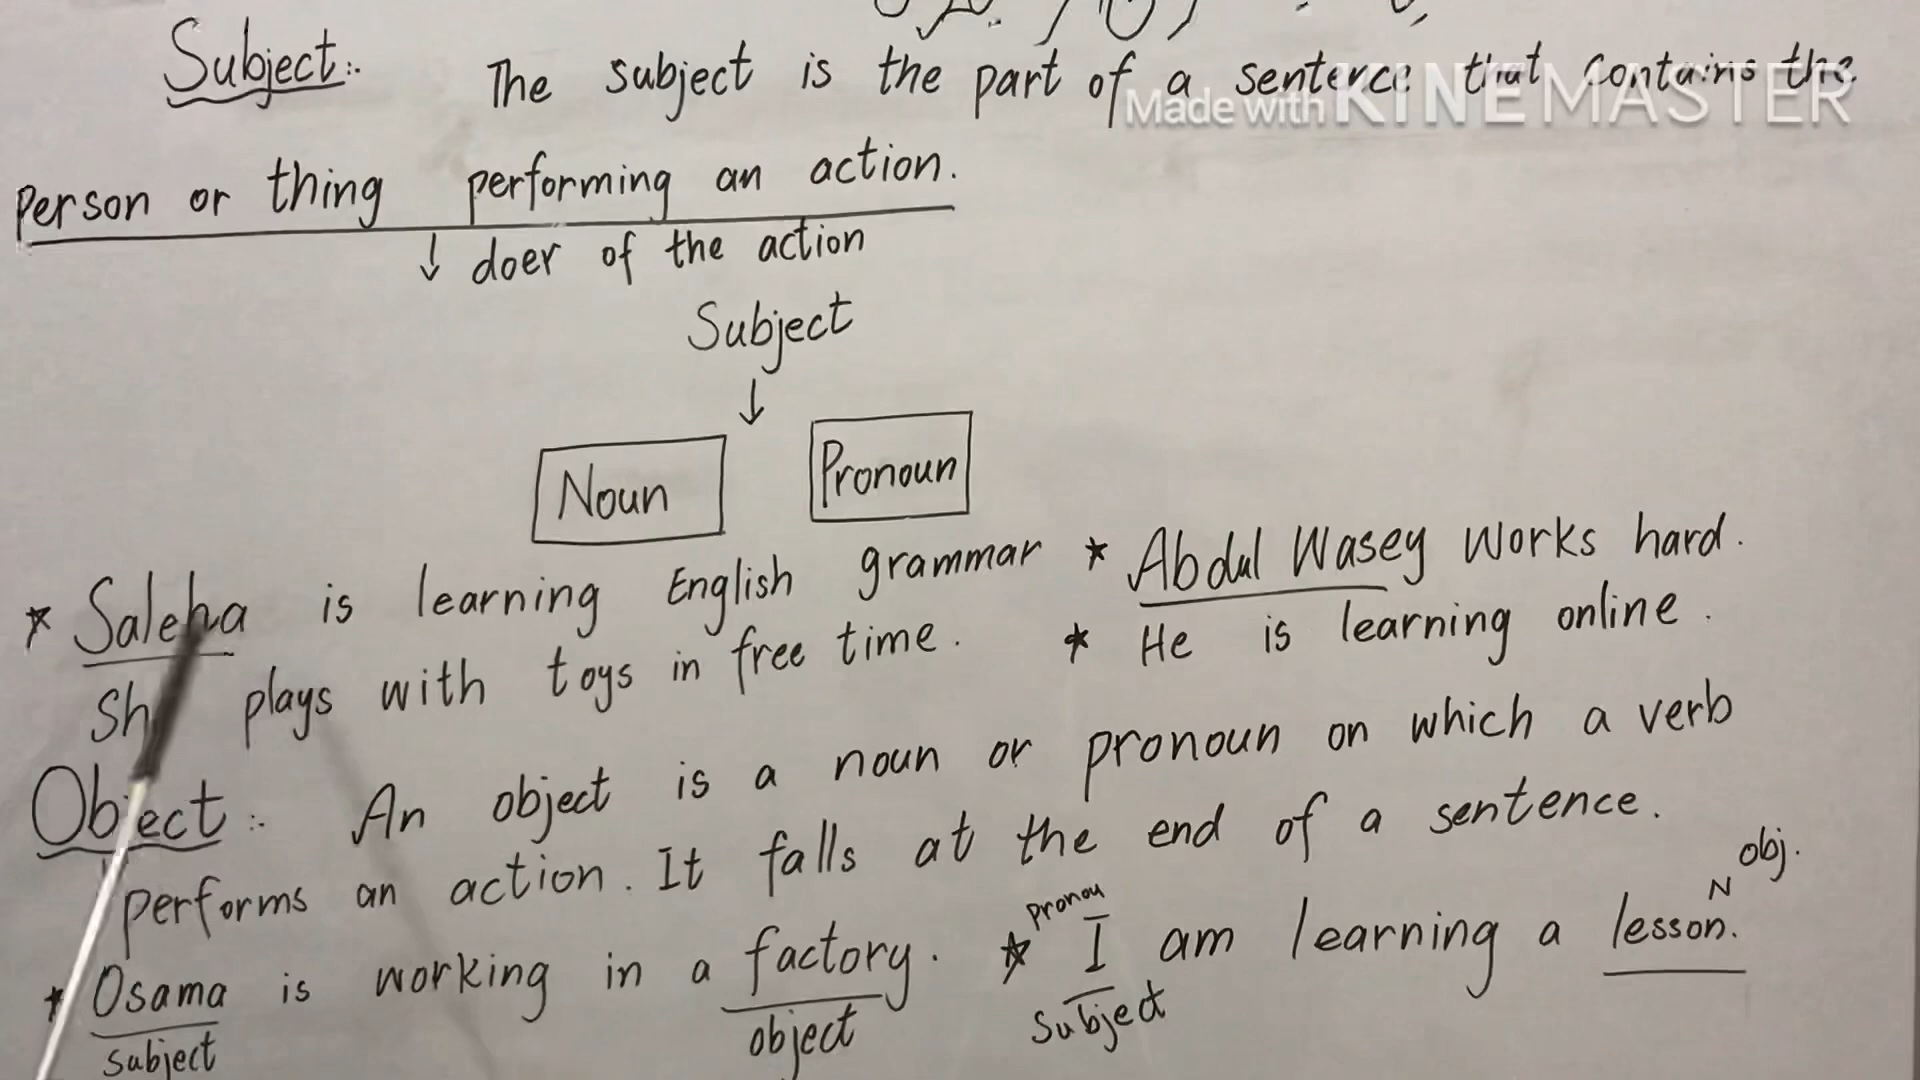 Subject:. The subject is the part of a sentence that contains the
Made with KINEMASTER
person or thing performing an action.
↓ doer of the action
Subject
↓
Noun Pronoun
* Saleha is learning English grammar * Abdul Wasey works hard.
plays with toys in free time. * He is learning online.
Object:. An object is a noun or pronoun on which a verb
performs an action. It falls at the end of a sentence.
pronou N obj.
* Osama is working in a factory. * I am learning a lesson.
subject object subject